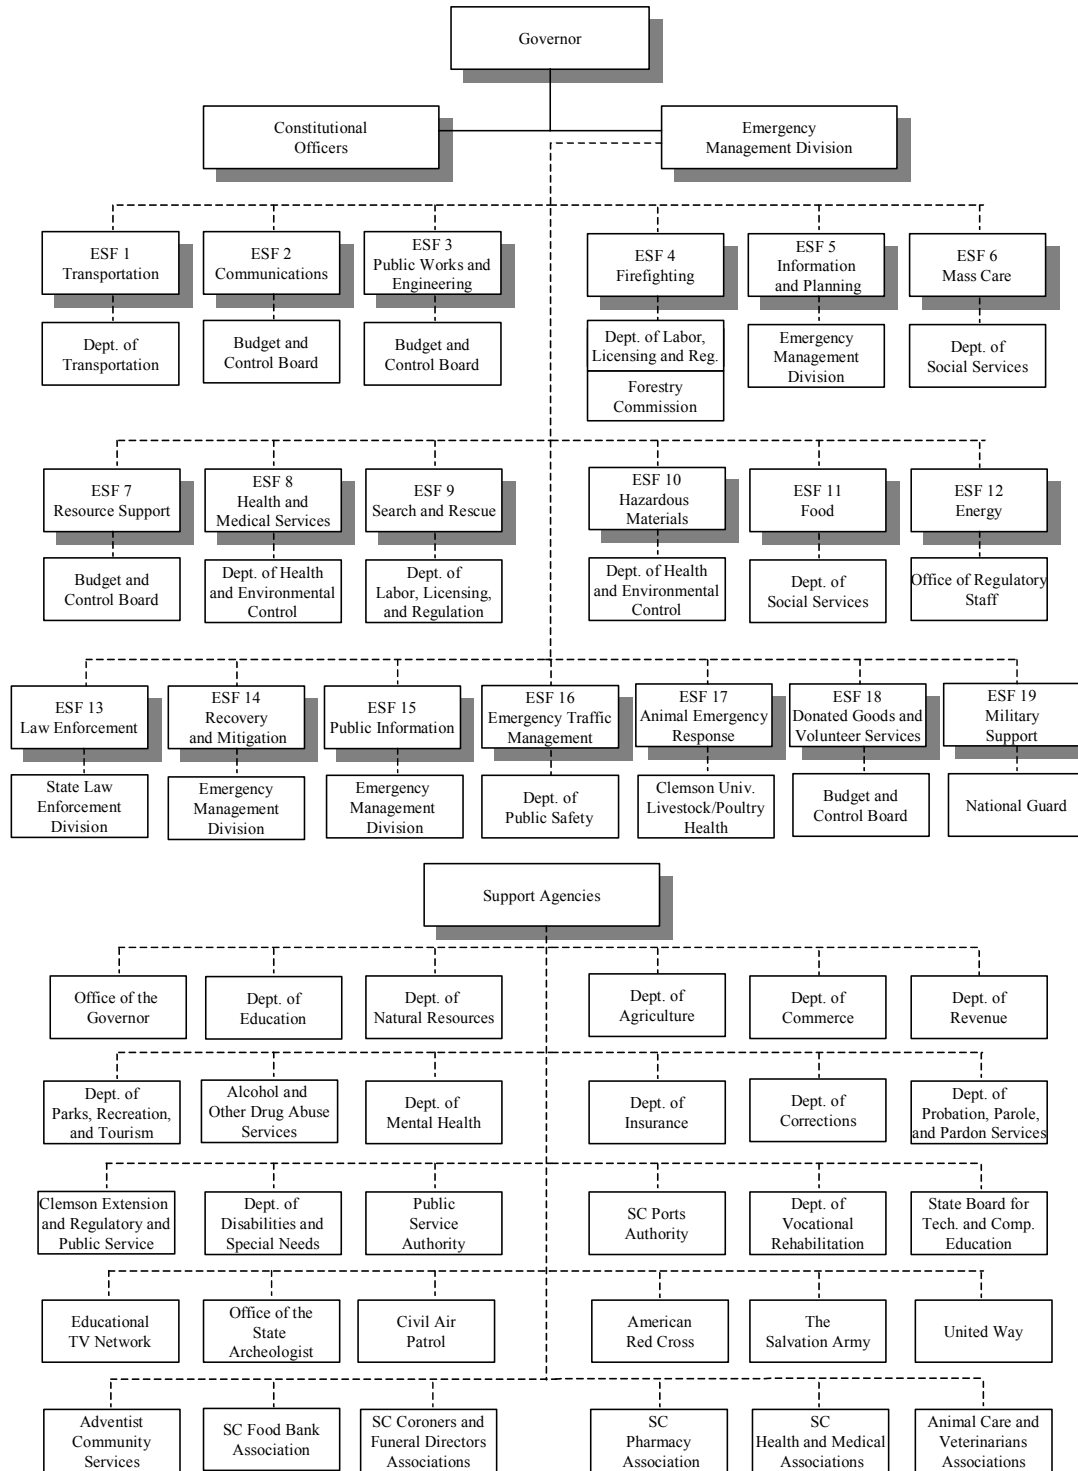 Governor
Constitutional
Officers
Emergency
Management Division
ESF 1
Transportation
ESF 2
Communications
ESF 3
Public Works and
Engineering
ESF 4
Firefighting
ESF 5
Information
and Planning
ESF 6
Mass Care
Dept. of
Transportation
Budget and
Control Board
Budget and
Control Board
Dept. of Labor,
Licensing and Reg.
Forestry
Commission
Emergency
Management
Division
Dept. of
Social Services
ESF 7
Resource Support
ESF 8
Health and
Medical Services
ESF 9
Search and Rescue
ESF 10
Hazardous
Materials
ESF 11
Food
ESF 12
Energy
Budget and
Control Board
Dept. of Health
and Environmental
Control
Dept. of
Labor, Licensing,
and Regulation
Dept. of Health
and Environmental
Control
Dept. of
Social Services
Office of Regulatory
Staff
ESF 13
Law Enforcement
ESF 14
Recovery
and Mitigation
ESF 15
Public Information
ESF 16
Emergency Traffic
Management
ESF 17
Animal Emergency
Response
ESF 18
Donated Goods and
Volunteer Services
ESF 19
Military
Support
State Law
Enforcement
Division
Emergency
Management
Division
Emergency
Management
Division
Dept. of
Public Safety
Clemson Univ.
Livestock/Poultry
Health
Budget and
Control Board
National Guard
Support Agencies
Office of the
Governor
Dept. of
Education
Dept. of
Natural Resources
Dept. of
Agriculture
Dept. of
Commerce
Dept. of
Revenue
Dept. of
Parks, Recreation,
and Tourism
Alcohol and
Other Drug Abuse
Services
Dept. of
Mental Health
Dept. of
Insurance
Dept. of
Corrections
Dept. of
Probation, Parole,
and Pardon Services
Clemson Extension
and Regulatory and
Public Service
Dept. of
Disabilities and
Special Needs
Public
Service
Authority
SC Ports
Authority
Dept. of
Vocational
Rehabilitation
State Board for
Tech. and Comp.
Education
Educational
TV Network
Office of the
State
Archeologist
Civil Air
Patrol
American
Red Cross
The
Salvation Army
United Way
Adventist
Community
Services
SC Food Bank
Association
SC Coroners and
Funeral Directors
Associations
SC
Pharmacy
Association
SC
Health and Medical
Associations
Animal Care and
Veterinarians
Associations